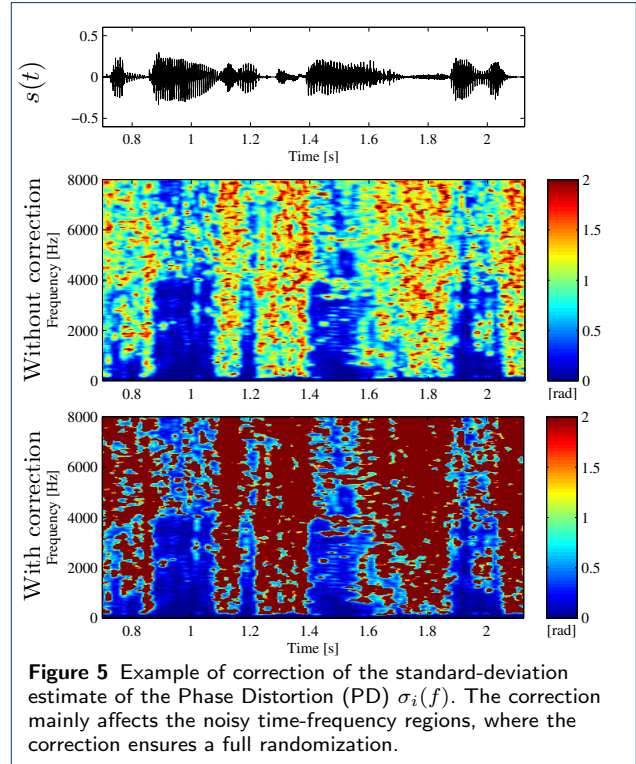 0.5
0
−0.5
s(t)
0.8 1 1.2 1.4 1.6 1.8 2
Time [s]
Without correction
Frequency [Hz]
8000
6000
4000
2000
0
0.8 1 1.2 1.4 1.6 1.8 2
2
1.5
1
0.5
0
[rad]
With correction
Frequency [Hz]
8000
6000
4000
2000
0
0.8 1 1.2 1.4 1.6 1.8 2
Time [s]
2
1.5
1
0.5
0
[rad]
Figure 5 Example of correction of the standard-deviation
estimate of the Phase Distortion (PD) σᵢ(f). The correction
mainly affects the noisy time-frequency regions, where the
correction ensures a full randomization.